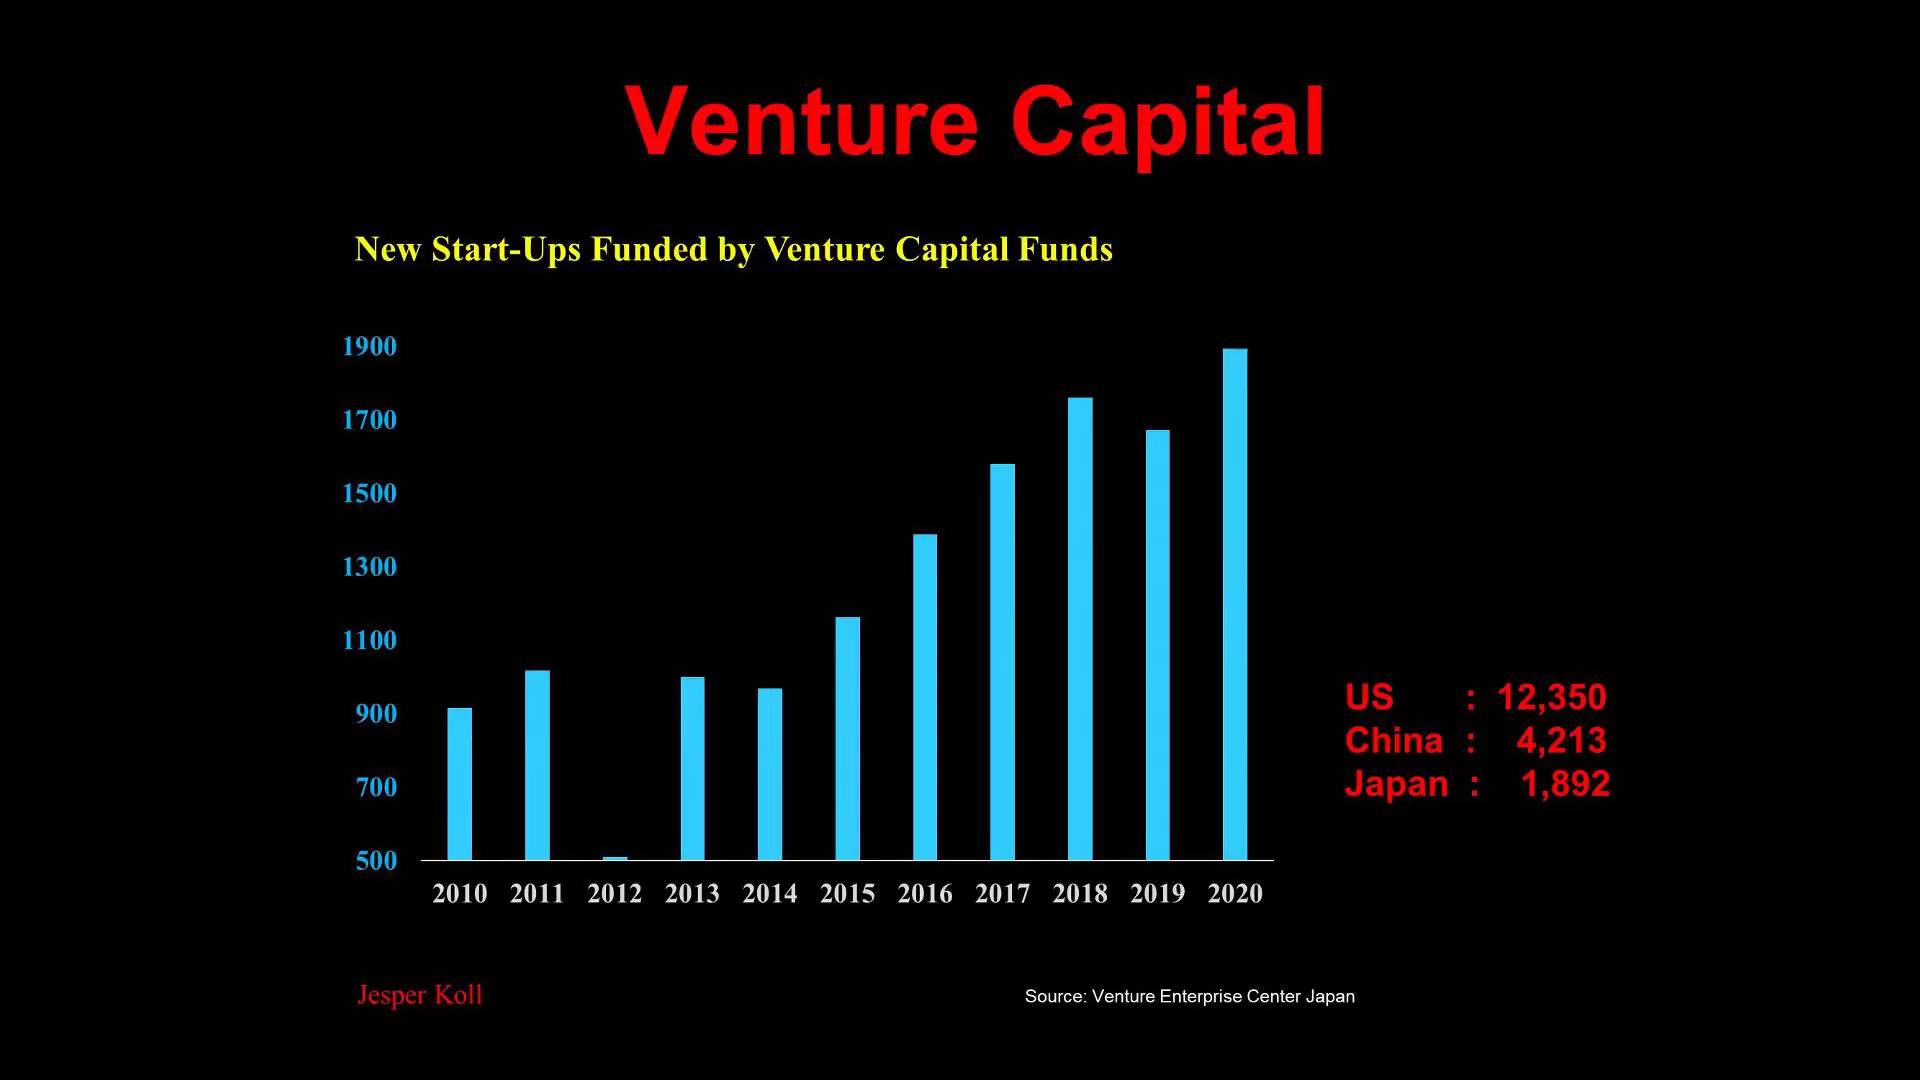 Venture Capital
New Start-Ups Funded by Venture Capital Funds
1900
1700
1500
1300
1100
900
700
500
2010 2011 2012 2013 2014 2015 2016 2017 2018 2019 2020
US : 12,350
China : 4,213
Japan : 1,892
Jesper Koll
Source: Venture Enterprise Center Japan